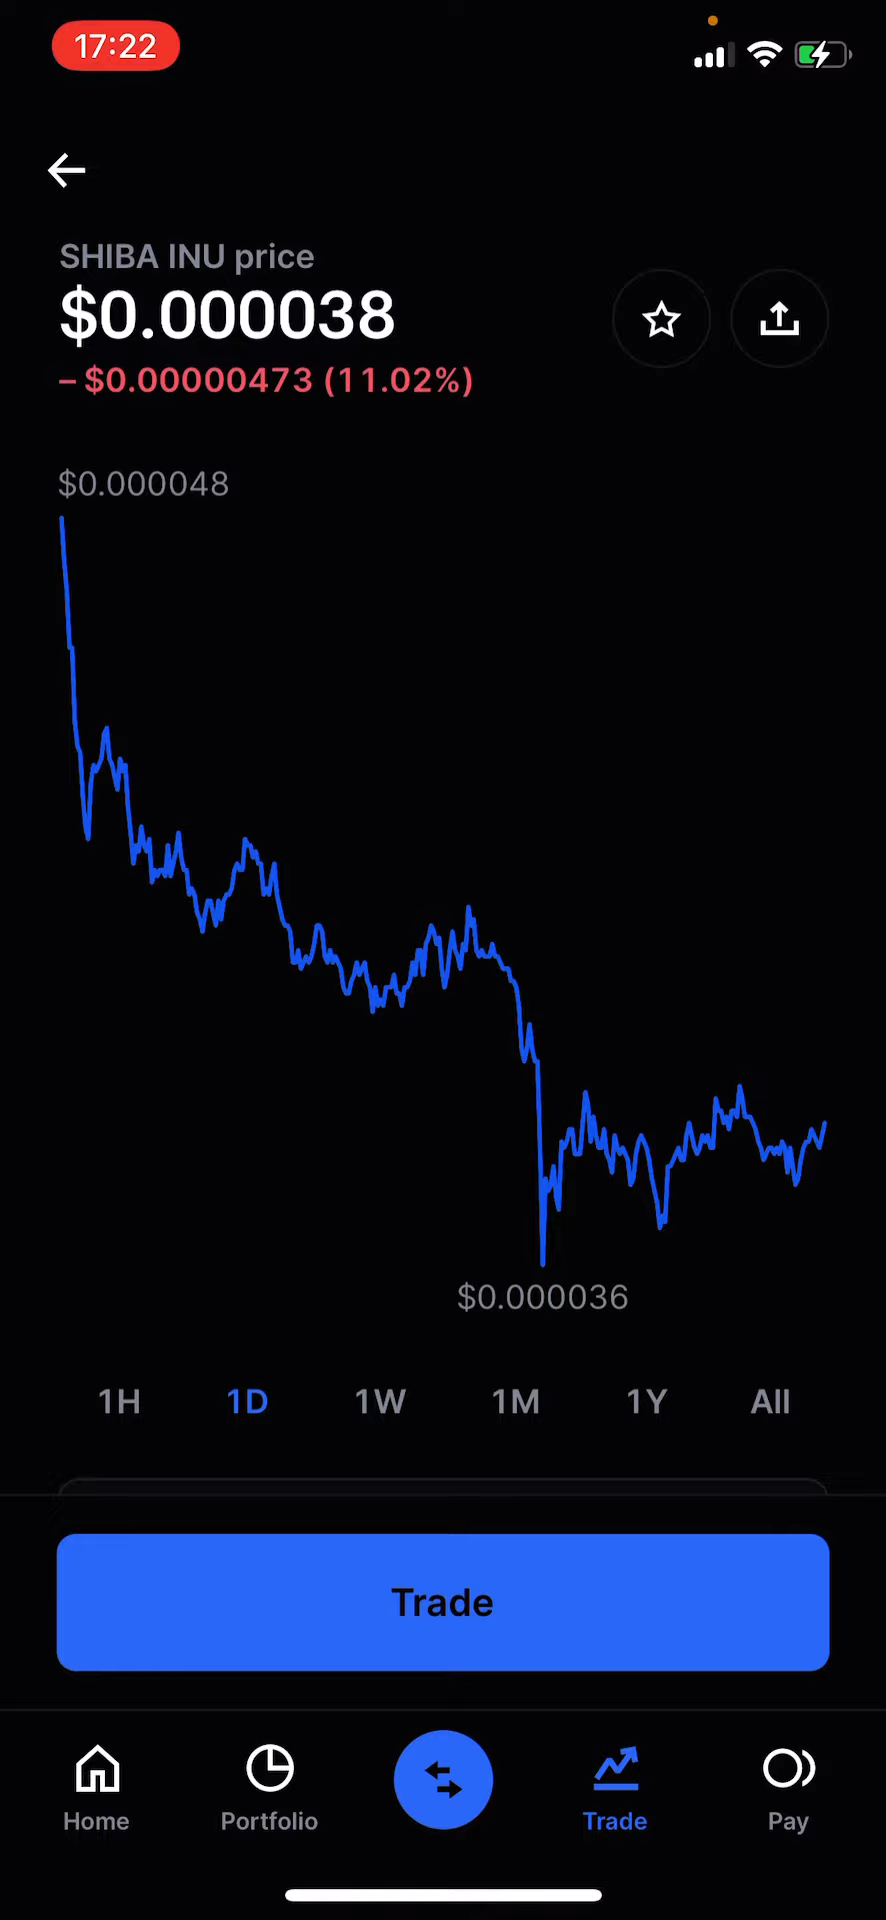 17:22
SHIBA INU price
$0.000038
– $0.00000473 (11.02%)
$0.000048
$0.000036
1H 1D 1W 1M 1Y All
Trade
Home Portfolio Trade Pay